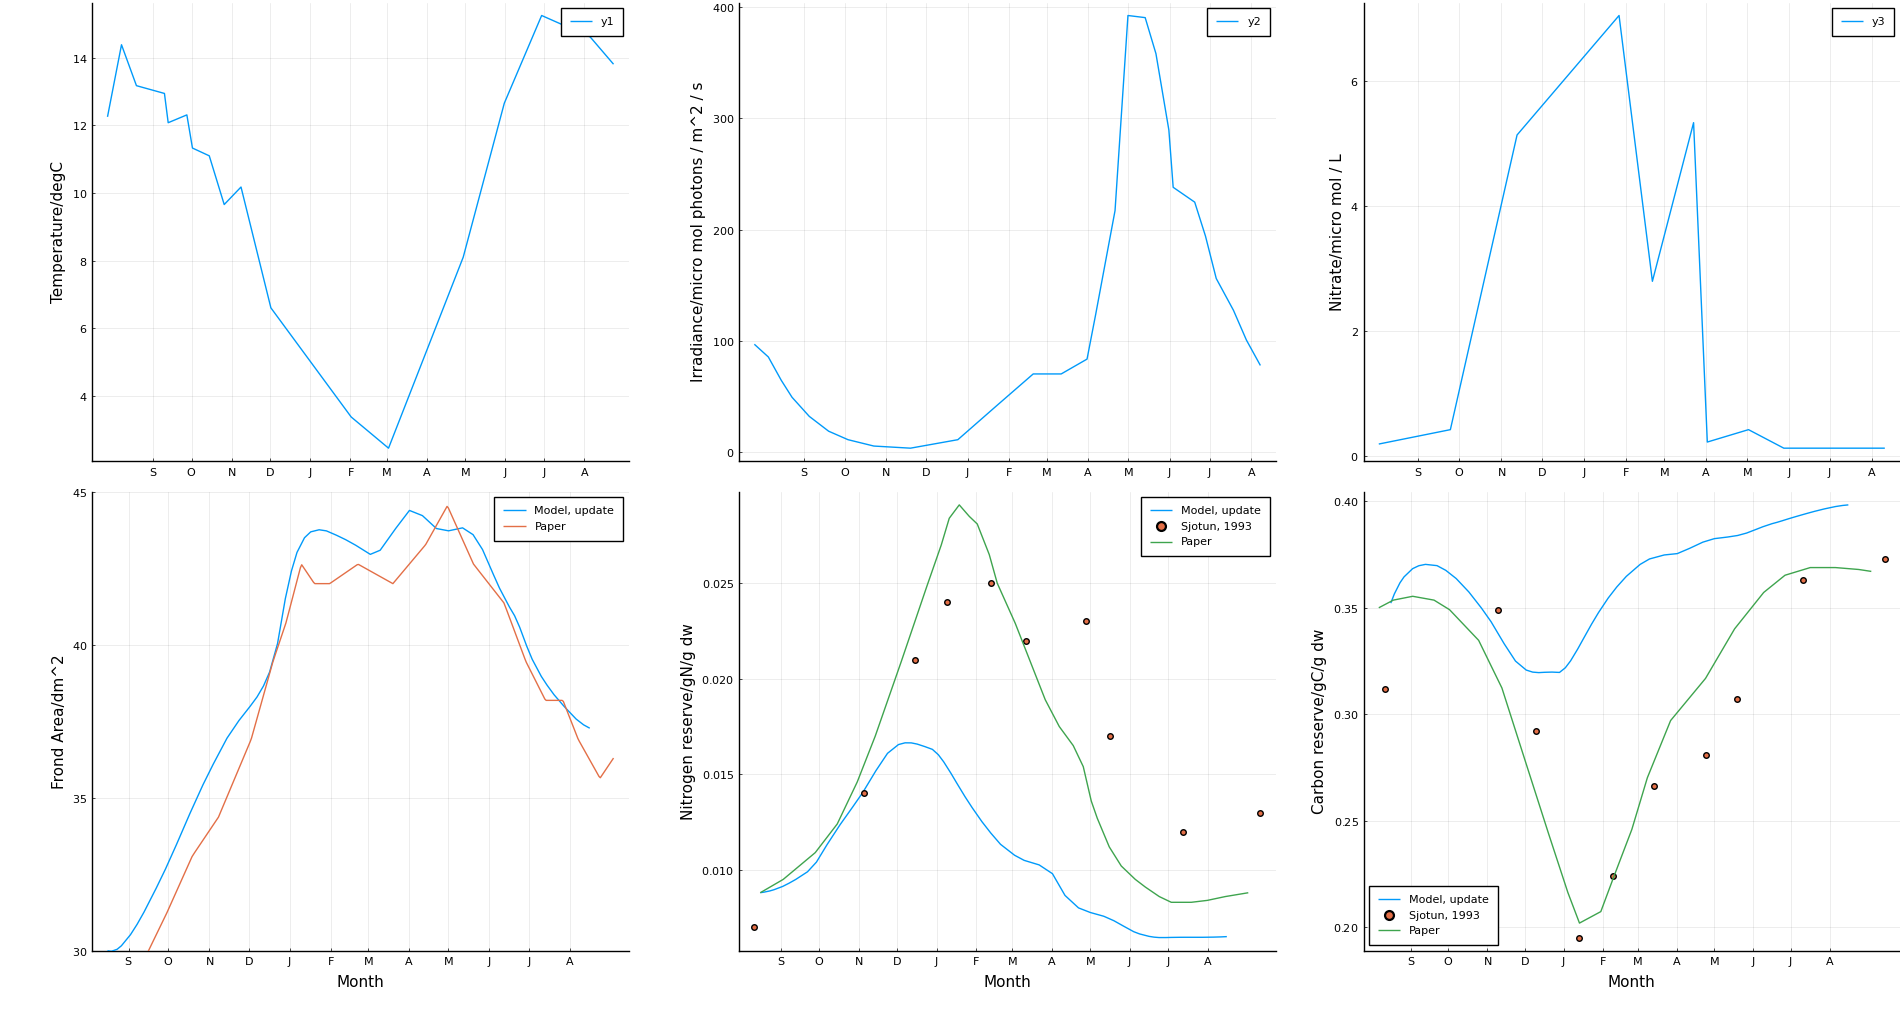 y1
14
12
10
8
6
4
Temperature/degC
S O N D J F M A M J J A
y2
400
300
200
100
0
Irradiance/micro mol photons / m^2 / s
S O N D J F M A M J J A
y3
6
4
2
0
Nitrate/micro mol / L
S O N D J F M A M J J A
Model, update
Paper
45
40
35
30
Frond Area/dm^2
S O N D J F M A M J J A
Month
Model, update
Sjotun, 1993
Paper
0.025
0.020
0.015
0.010
Nitrogen reserve/gN/g dw
S O N D J F M A M J J A
Month
0.40
0.35
0.30
0.25
0.20
Carbon reserve/gC/g dw
Model, update
Sjotun, 1993
Paper
S O N D J F M A M J J A
Month